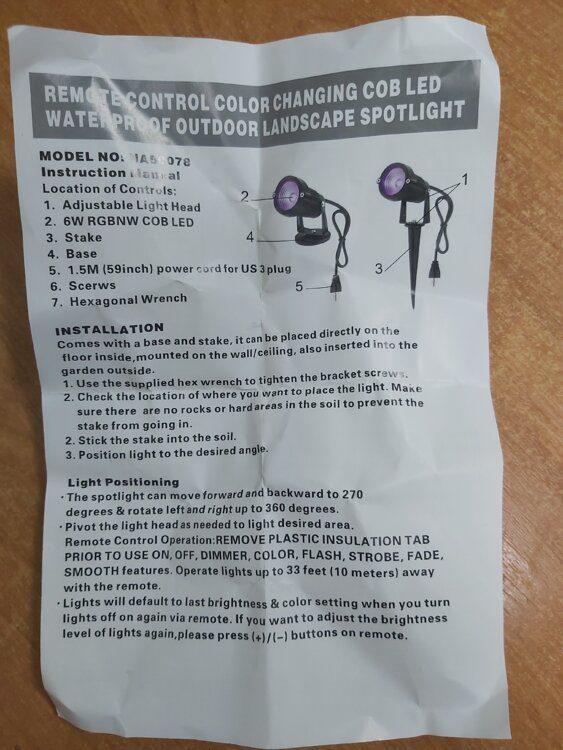 REMOTE CONTROL COLOR CHANGING COB LED
WATERPROOF OUTDOOR LANDSCAPE SPOTLIGHT
MODEL NO: 
Instruction Manual
Location of Controls:
1. Adjustable Light Head
2. 6W RGBNW COB LED
3. Stake
4. Base
5. 1.5M (59inch) power cord for US 3plug
6. Scerws
7. Hexagonal Wrench
2
4
5
1
3
INSTALLATION
Comes with a base and stake, it can be placed directly on the
floor inside,mounted on the wall/ceiling, also inserted into the
garden outside.
1. Use the supplied hex wrench to tighten the bracket screws.
2. Check the location of where you want to place the light. Make
sure there are no rocks or hard areas in the soil to prevent the
stake from going in.
2. Stick the stake into the soil.
3. Position light to the desired angle.
Light Positioning
·The spotlight can move forward and backward to 270
degrees & rotate left and right up to 360 degrees.
·Pivot the light head as needed to light desired area.
Remote Control Operation:REMOVE PLASTIC INSULATION TAB
PRIOR TO USE ON, OFF, DIMMER, COLOR, FLASH, STROBE, FADE,
SMOOTH features. Operate lights up to 33 feet (10 meters) away
with the remote.
·Lights will default to last brightness & color setting when you turn
lights off on again via remote. If you want to adjust the brightness
level of lights again,please press (+)/(-) buttons on remote.